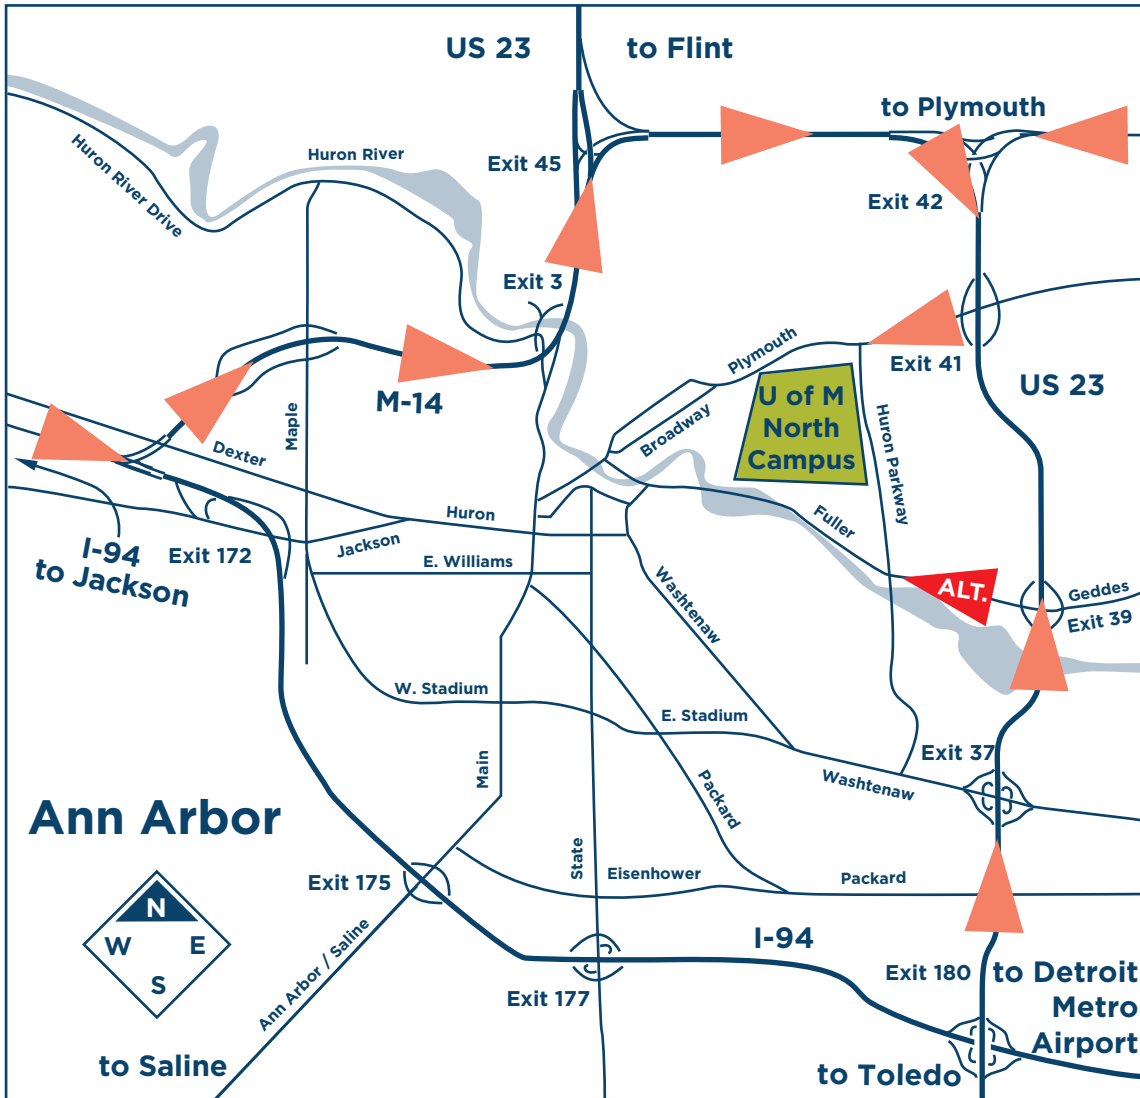 US 23
to Flint
to Plymouth
Huron River
Exit 45
Huron River Drive
Exit 42
Exit 3
Plymouth
Exit 41
US 23
M-14
U of M
North
Campus
Maple
Broadway
Huron Parkway
Dexter
Huron
Fuller
Jackson
I-94
to Jackson
Exit 172
E. Williams
Washtenaw
ALT.
Geddes
Exit 39
W. Stadium
E. Stadium
Main
Exit 37
Washtenaw
Packard
Ann Arbor
State
Exit 175
Eisenhower
Packard
N
W
E
S
Ann Arbor / Saline
I-94
Exit 180
to Detroit
Metro
Airport
Exit 177
to Saline
to Toledo